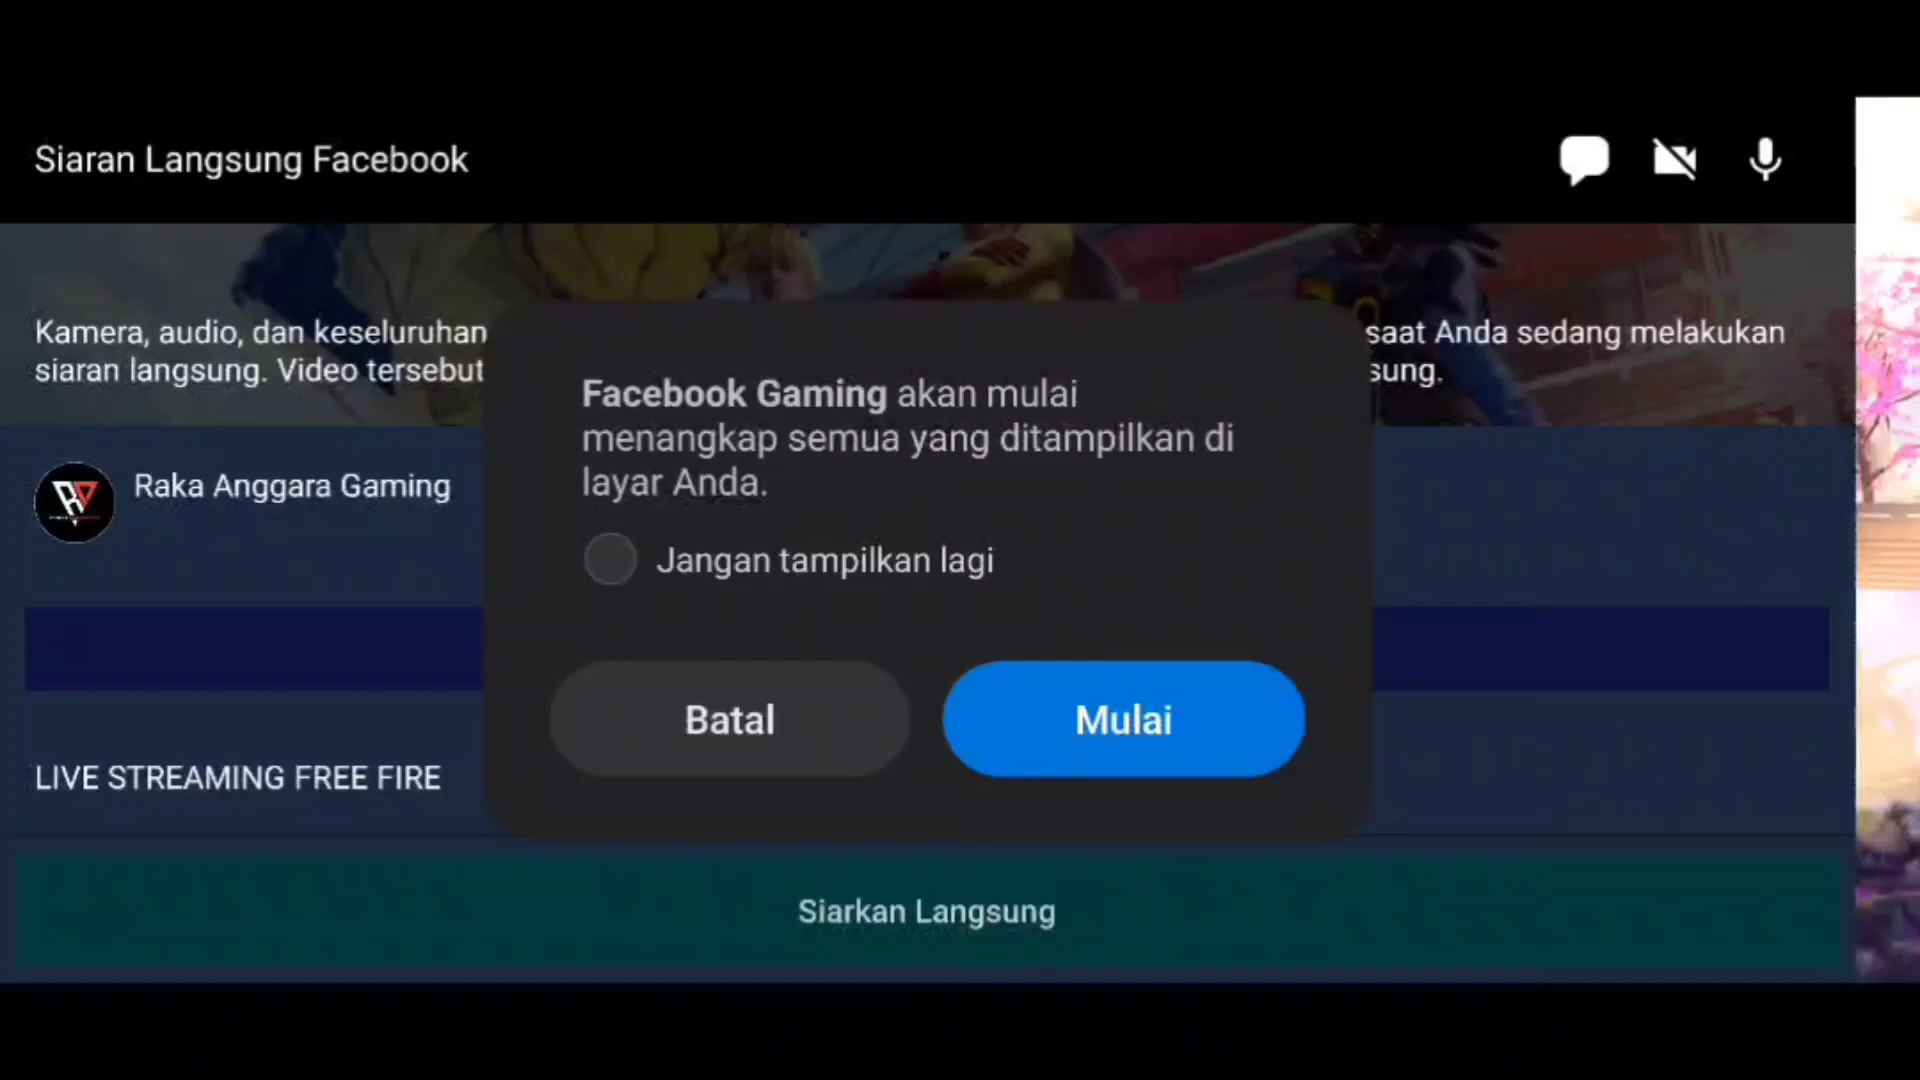 Siaran Langsung Facebook
Kamera, audio, dan keseluruhan
saat Anda sedang melakukan
siaran langsung. Video tersebut
sung.
Facebook Gaming akan mulai
menangkap semua yang ditampilkan di
layar Anda.
Raka Anggara Gaming
Jangan tampilkan lagi
Batal
Mulai
LIVE STREAMING FREE FIRE
Siarkan Langsung